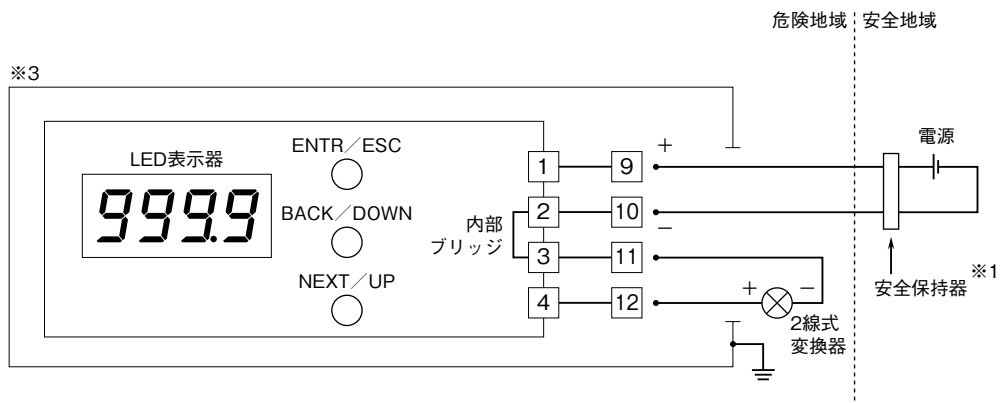 危険地域 安全地域
※3
LED表示器
999.9
ENTR／ESC
BACK／DOWN
NEXT／UP
内部
ブリッジ
1 9 +
2 10 −
3 11
4 12
+ −
2線式
変換器
電源
安全保持器 ※1